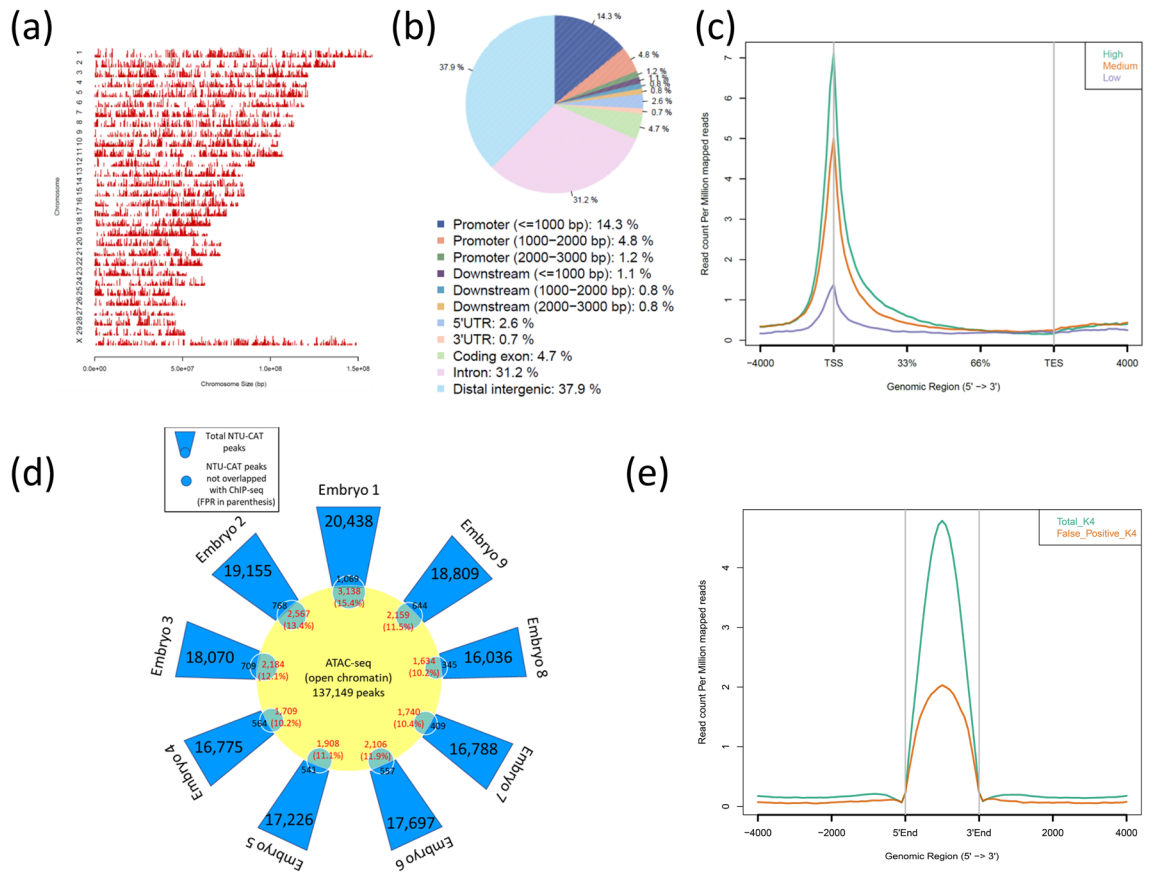 (a)
1
2
3
4
5
6
7
8
9
10
11
12
13
14
15
16
17
18
19
20
21
22
23
24
25
26
27
28
29
X
Chromosome
0.0e+00
5.0e+07
1.0e+08
1.5e+08
Chromosome Size (bp)
(b)
14.3 %
4.8 %
1.2 %
1.1 %
0.8 %
0.8 %
2.6 %
0.7 %
4.7 %
31.2 %
37.9 %
Promoter (<=1000 bp): 14.3 %
Promoter (1000−2000 bp): 4.8 %
Promoter (2000−3000 bp): 1.2 %
Downstream (<=1000 bp): 1.1 %
Downstream (1000−2000 bp): 0.8 %
Downstream (2000−3000 bp): 0.8 %
5'UTR: 2.6 %
3'UTR: 0.7 %
Coding exon: 4.7 %
Intron: 31.2 %
Distal intergenic: 37.9 %
(c)
High
Medium
Low
Read count Per Million mapped reads
7
6
5
4
3
2
1
0
−4000
TSS
33%
66%
TES
4000
Genomic Region (5' −> 3')
(d)
Total NTU-CAT
peaks
NTU-CAT peaks
not overlapped
with ChIP-seq
(FPR in parenthesis)
Embryo 1
20,438
1,069
3,138
(15.4%)
Embryo 2
19,155
768
2,567
(13.4%)
Embryo 3
18,070
709
2,184
(12.1%)
Embryo 4
16,775
564
1,709
(10.2%)
Embryo 5
17,226
541
1,908
(11.1%)
Embryo 6
17,697
557
2,106
(11.9%)
Embryo 7
16,788
409
1,740
(10.4%)
Embryo 8
16,036
345
1,634
(10.2%)
Embryo 9
18,809
644
2,159
(11.5%)
ATAC-seq
(open chromatin)
137,149 peaks
(e)
Total_K4
False_Positive_K4
Read count Per Million mapped reads
4
3
2
1
0
−4000
−2000
5'End
3'End
2000
4000
Genomic Region (5' −> 3')